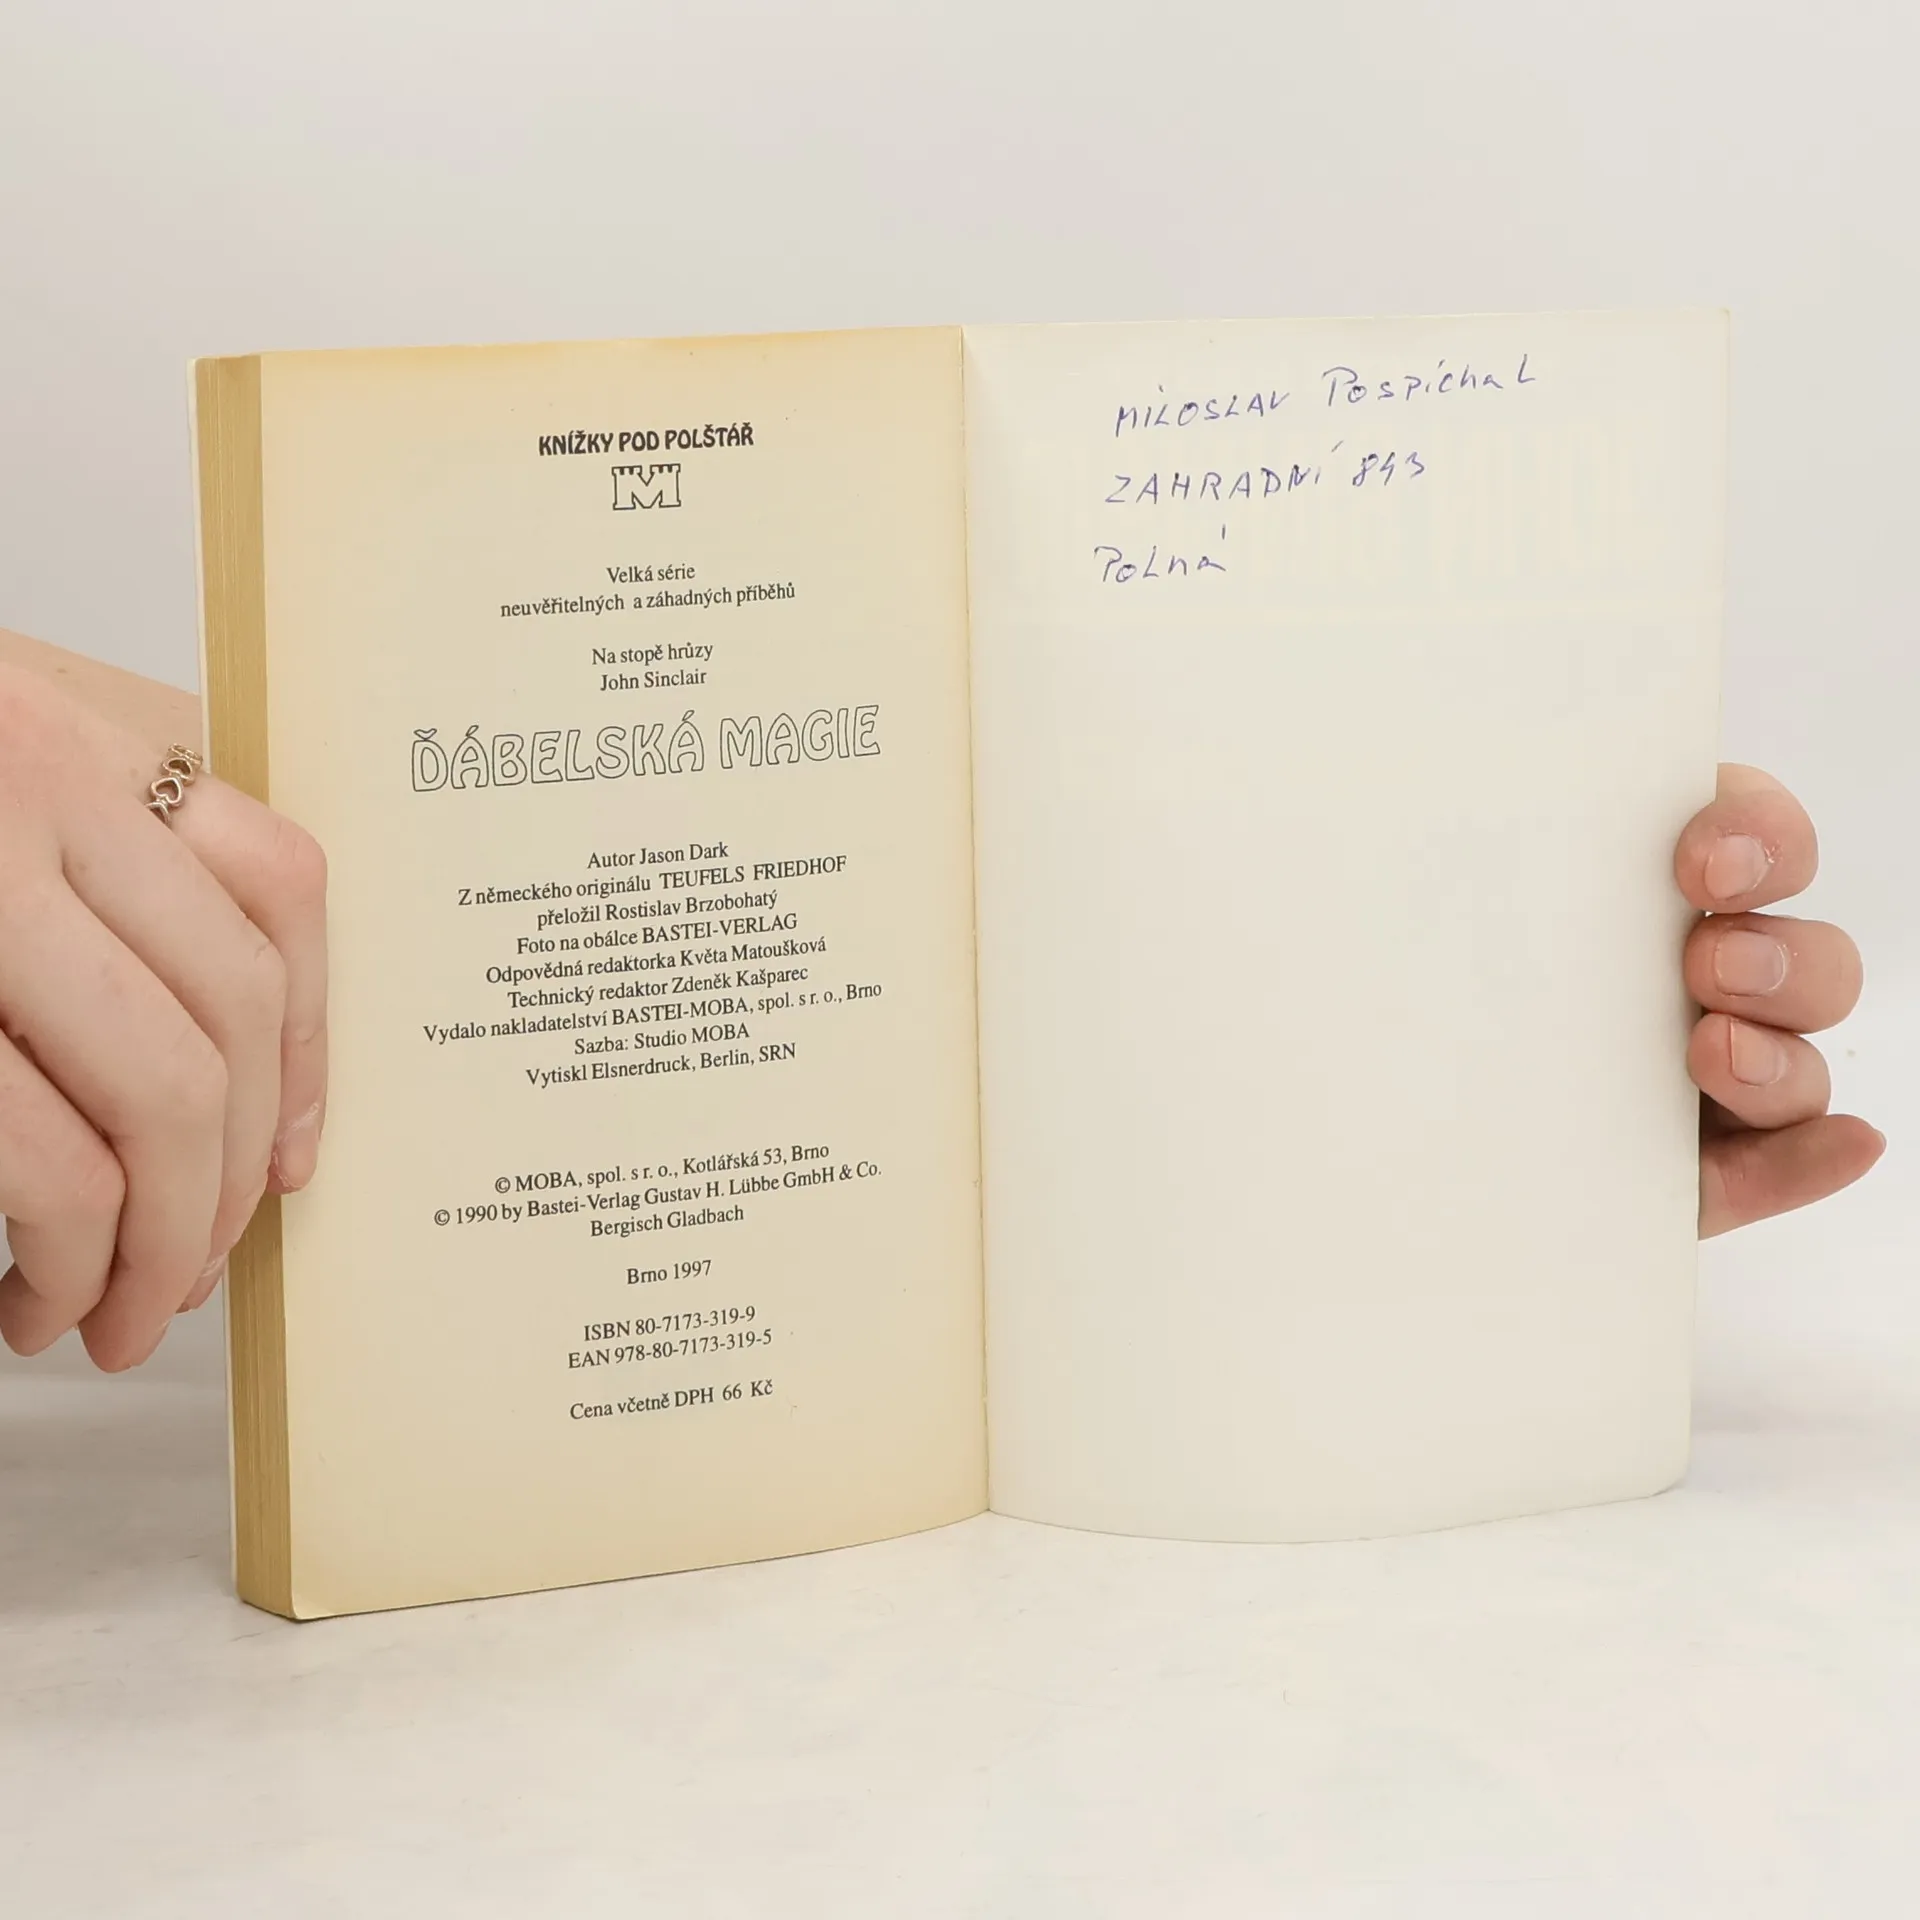 KNÍŽKY POD POLŠTÁŘ
M
Velká série
neuvěřitelných a záhadných příběhů
Na stopě hrůzy
John Sinclair
ĎÁBELSKÁ MAGIE
Autor Jason Dark
Z německého originálu TEUFELS FRIEDHOF
přeložil Rostislav Brzobohatý
Foto na obálce BASTEI-VERLAG
Odpovědná redaktorka Květa Matoušková
Technický redaktor Zdeněk Kašparec
Vydalo nakladatelství BASTEI-MOBA, spol. s r. o., Brno
Sazba: Studio MOBA
Vytiskl Elsnerdruck, Berlin, SRN
© MOBA, spol. s r. o., Kotlářská 53, Brno
© 1990 by Bastei-Verlag Gustav H. Lübbe GmbH & Co.
Bergisch Gladbach
Brno 1997
ISBN 80-7173-319-9
EAN 978-80-7173-319-5
Cena včetně DPH 66 Kč
MILOSLAV Pospíchal
ZAHRADNÍ 893
Polná